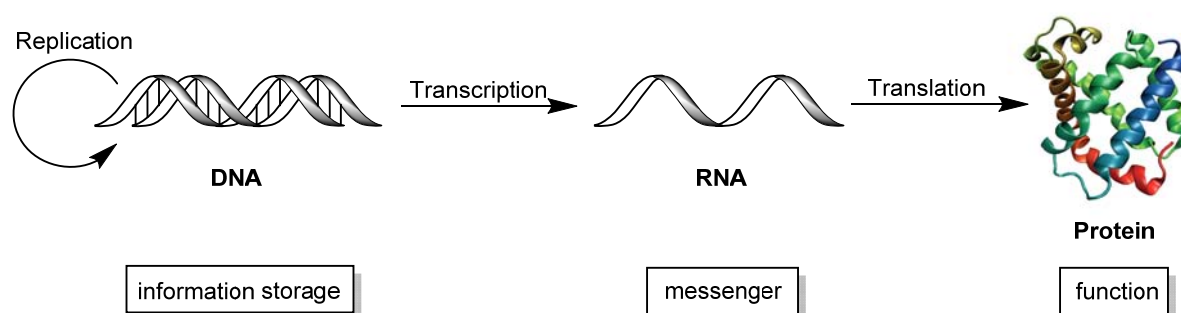 Replication
Transcription
Translation
DNA
RNA
Protein
information storage
messenger
function